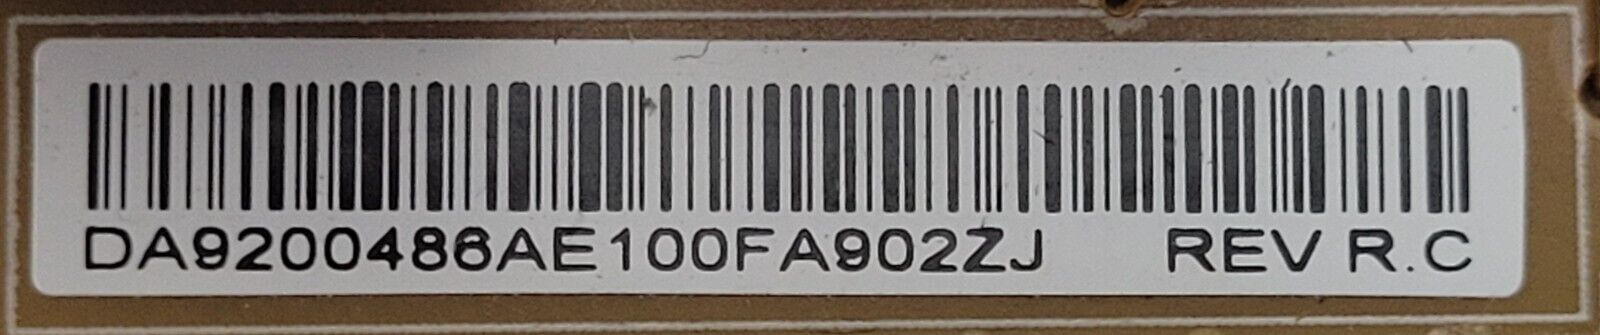 DA9200486AE100FA902ZJ REV R.C